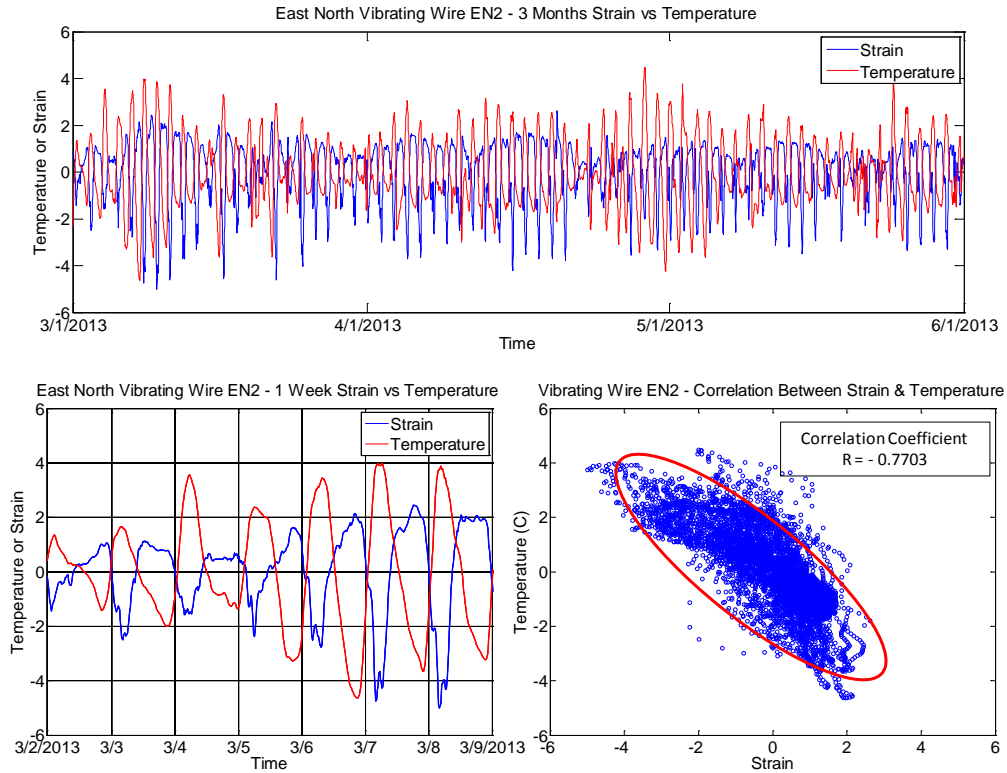 East North Vibrating Wire EN2 - 3 Months Strain vs Temperature
Temperature or Strain
6
4
2
0
-2
-4
-6
Strain
Temperature
3/1/2013 4/1/2013 5/1/2013 6/1/2013
Time
East North Vibrating Wire EN2 - 1 Week Strain vs Temperature
Temperature or Strain
6
4
2
0
-2
-4
-6
Strain
Temperature
3/2/2013 3/3 3/4 3/5 3/6 3/7 3/8 3/9/2013
Time
Vibrating Wire EN2 - Correlation Between Strain & Temperature
Temperature (C)
6
4
2
0
-2
-4
-6
Correlation Coefficient
R = - 0.7703
-6 -4 -2 0 2 4 6
Strain